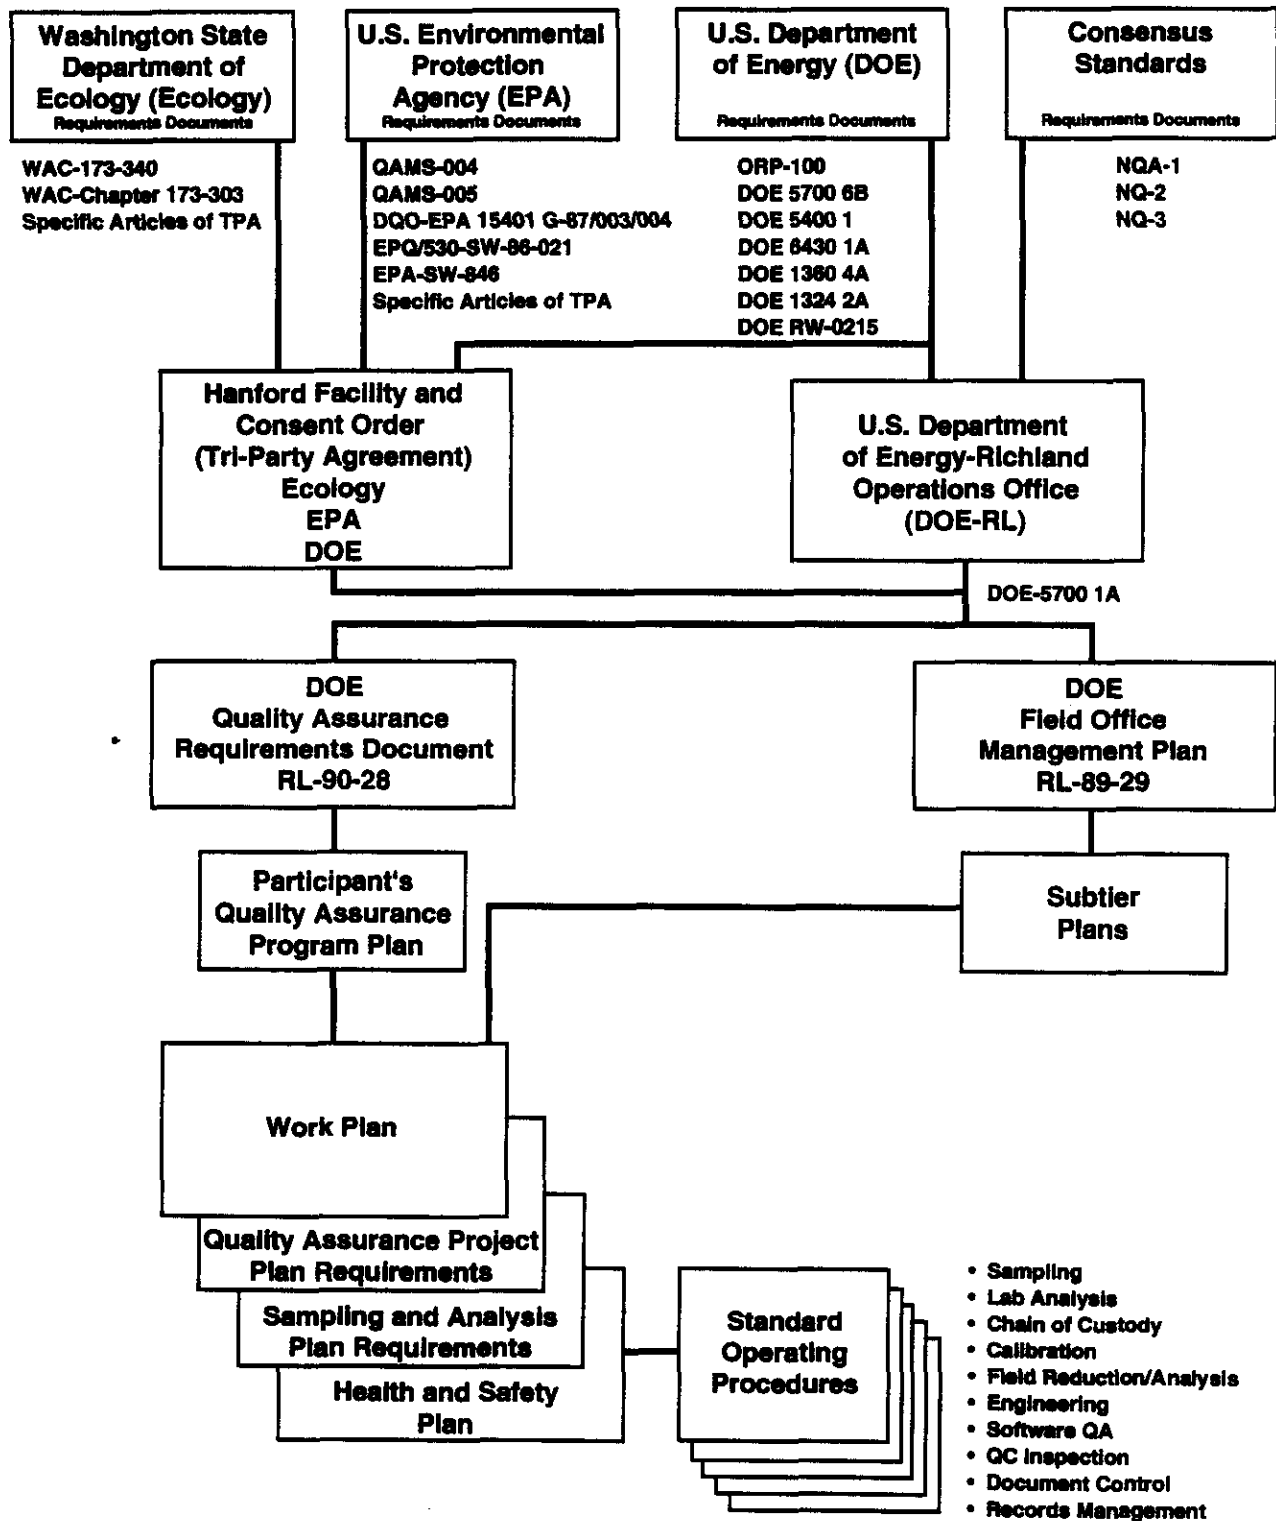 Washington State
Department of
Ecology (Ecology)
Requirements Documents
U.S. Environmental
Protection
Agency (EPA)
Requirements Documents
U.S. Department
of Energy (DOE)
Requirements Documents
Consensus
Standards
Requirements Documents
WAC-173-340
WAC-Chapter 173-303
Specific Articles of TPA
QAMS-004
QAMS-005
DQO-EPA 15401 G-87/003/004
EPQ/530-SW-86-021
EPA-SW-846
Specific Articles of TPA
ORP-100
DOE 5700 6B
DOE 5400 1
DOE 6430 1A
DOE 1360 4A
DOE 1324 2A
DOE RW-0215
NQA-1
NQ-2
NQ-3
Hanford Facility and
Consent Order
(Tri-Party Agreement)
Ecology
EPA
DOE
U.S. Department
of Energy-Richland
Operations Office
(DOE-RL)
DOE-5700 1A
DOE
Quality Assurance
Requirements Document
RL-90-28
DOE
Field Office
Management Plan
RL-89-29
Participant's
Quality Assurance
Program Plan
Subtier
Plans
Work Plan
Quality Assurance Project
Plan Requirements
Sampling and Analysis
Plan Requirements
Health and Safety
Plan
Standard
Operating
Procedures
• Sampling
• Lab Analysis
• Chain of Custody
• Calibration
• Field Reduction/Analysis
• Engineering
• Software QA
• QC Inspection
• Document Control
• Records Management